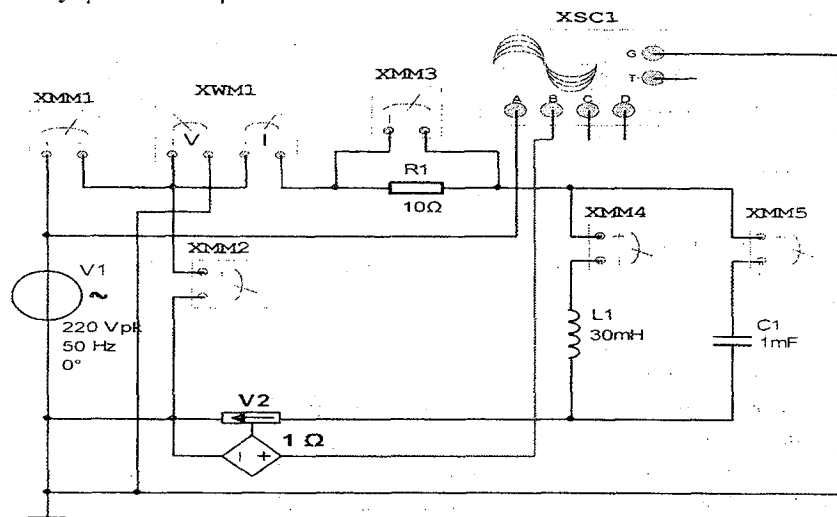 XSC1
G
T
XMM3
XMM1
XWM1
A B C D
V
I
R1
10Ω
XMM4
XMM5
XMM2
V1
~
220 Vpk
50 Hz
0°
L1
30mH
C1
1mF
V2
1 Ω